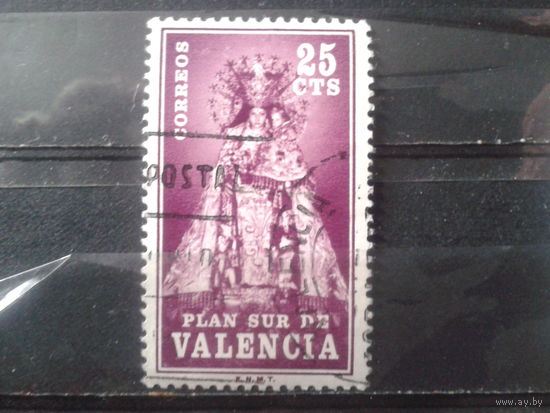 CORREOS
25
CTS
POSTAL
PLAN SUR DE
VALENCIA
F.N.M.T.
www.ay.by